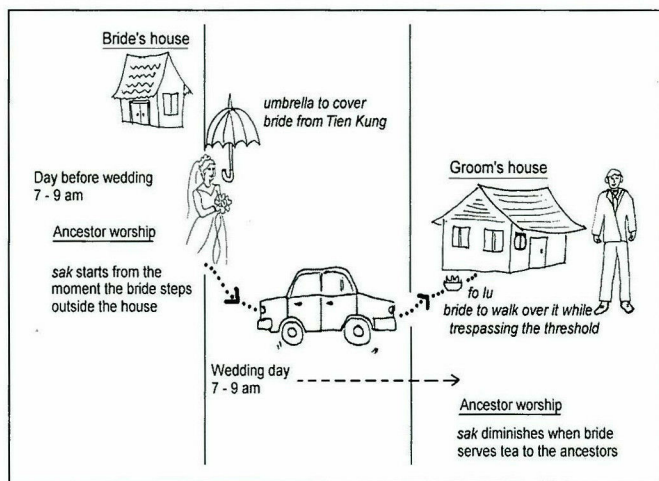 Bride's house
umbrella to cover
bride from Tien Kung
Day before wedding
7 - 9 am
Ancestor worship
sak starts from the
moment the bride steps
outside the house
Groom's house
fo lu
bride to walk over it while
trespassing the threshold
Wedding day
7 - 9 am
Ancestor worship
sak diminishes when bride
serves tea to the ancestors